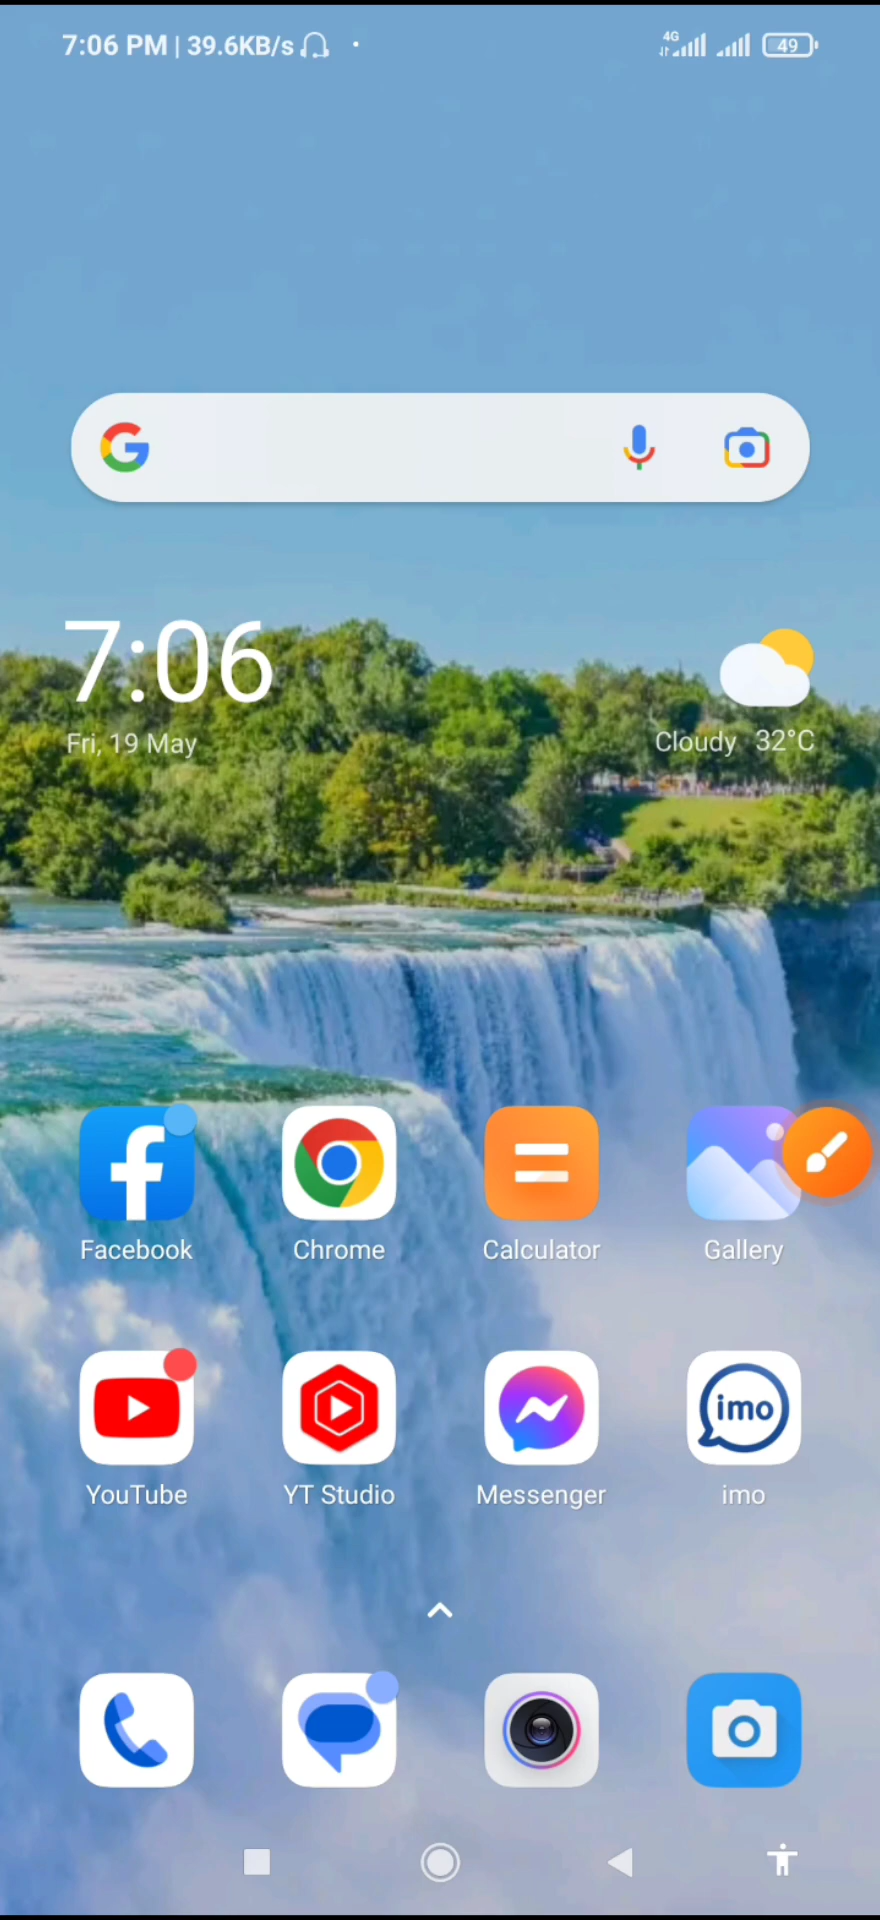 7:06 PM | 39.6KB/s
4G
49
7:06
Fri, 19 May
Cloudy 32°C
Facebook
Chrome
Calculator
Gallery
YouTube
YT Studio
Messenger
imo
imo